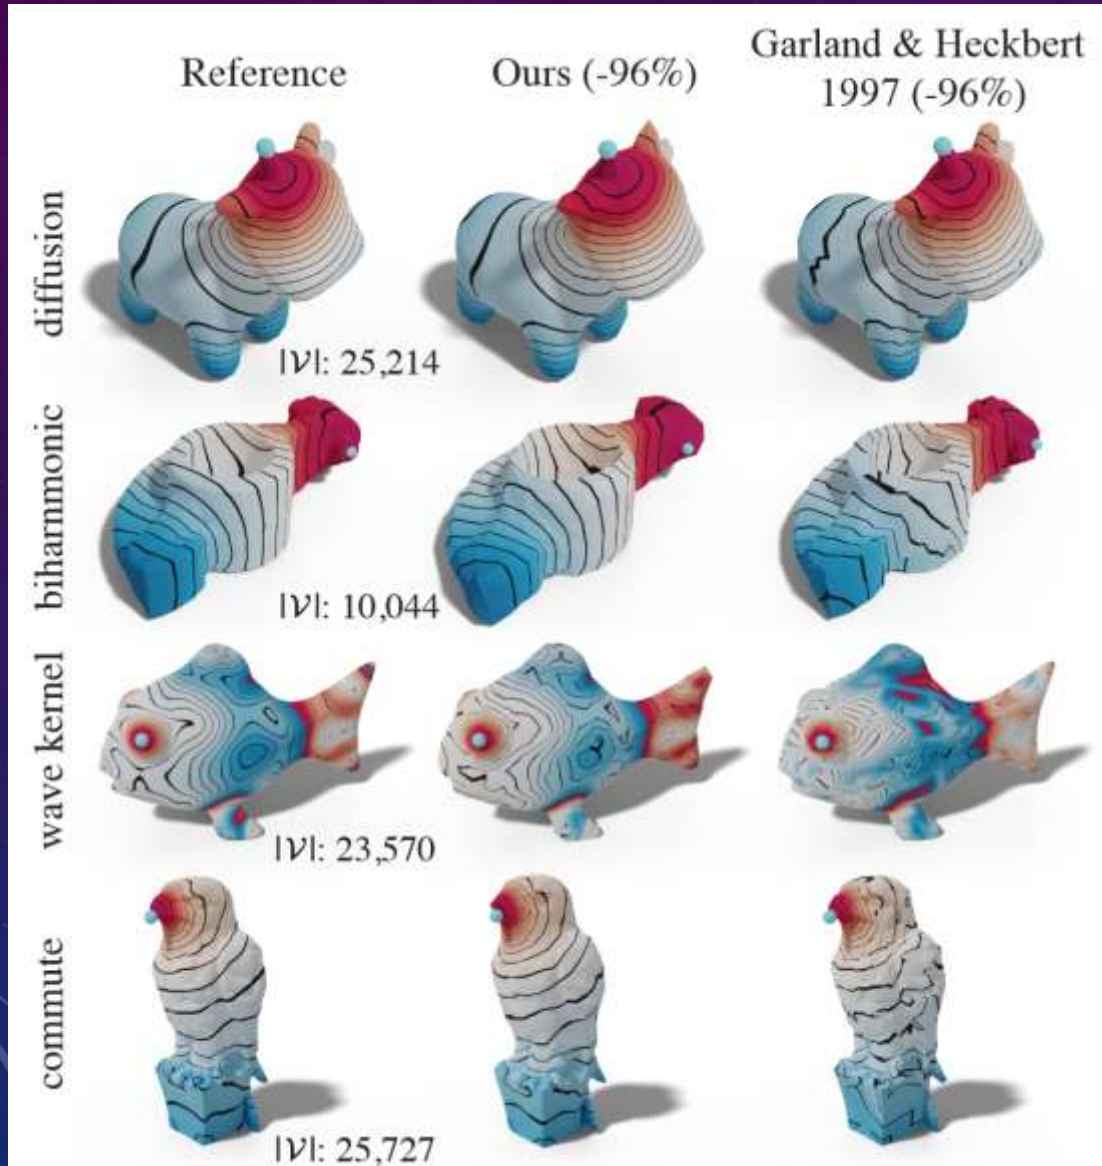 Reference
Ours (-96%)
Garland & Heckbert
1997 (-96%)
diffusion
|𝒱|: 25,214
biharnmonic
|𝒱|: 10,044
wave kernel
|𝒱|: 23,570
commute
|𝒱|: 25,727